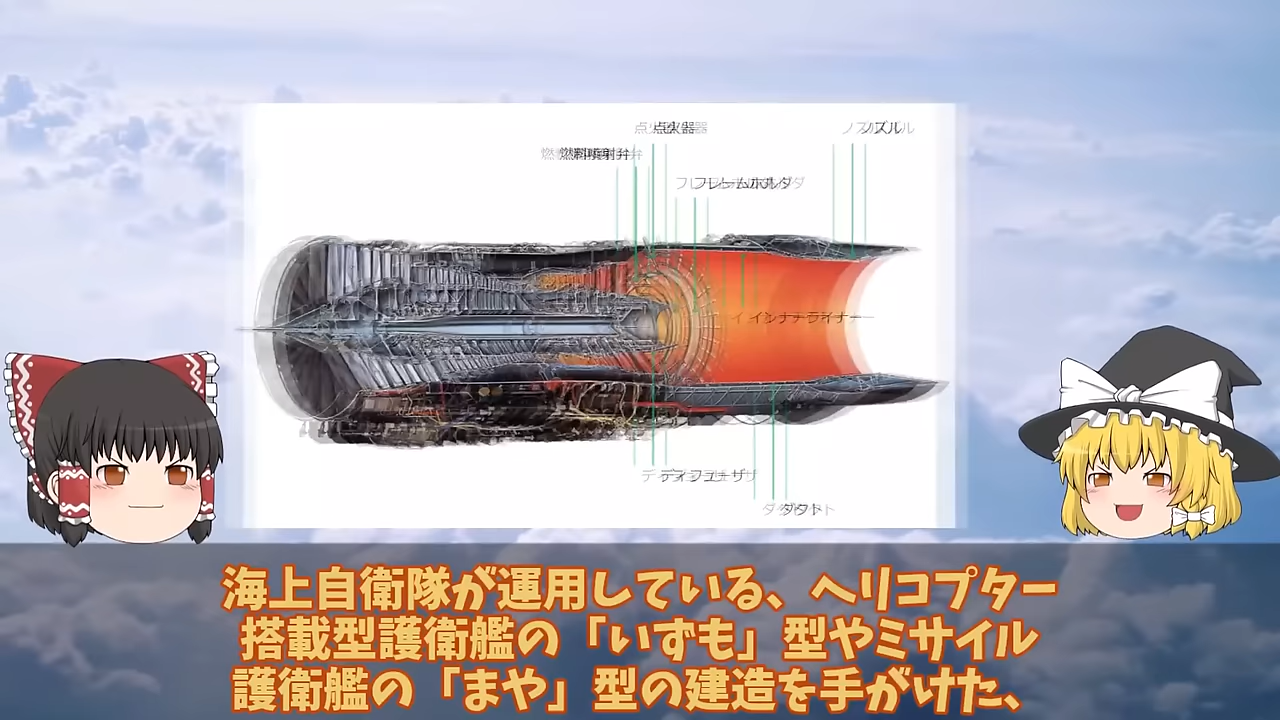 点火器
ノズル
燃料噴射弁
フレームホルダ
インナーライナー
ディフューザ
ダクト
海上自衛隊が運用している、ヘリコプター
搭載型護衛艦の「いずも」型やミサイル
護衛艦の「まや」型の建造を手がけた、